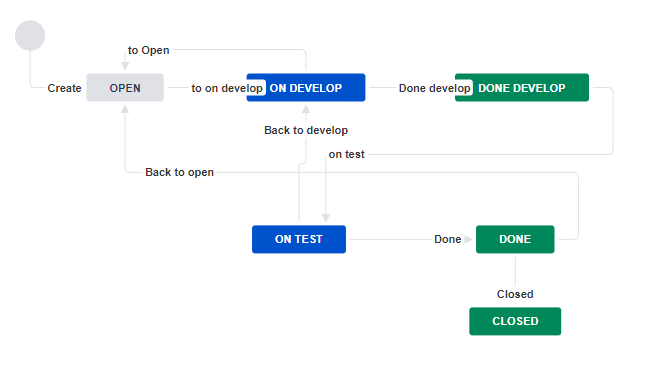 to Open
Create
OPEN
to on develop
ON DEVELOP
Done develop
DONE DEVELOP
Back to develop
on test
Back to open
ON TEST
Done
DONE
Closed
CLOSED